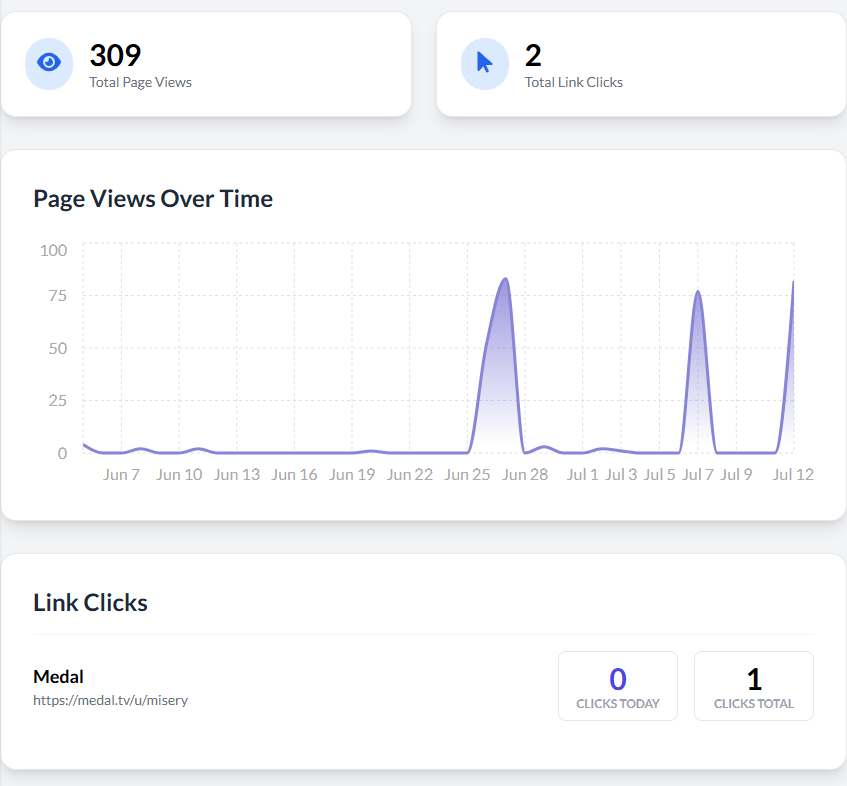 309
Total Page Views
2
Total Link Clicks
Page Views Over Time
100
75
50
25
0
Jun 7 Jun 10 Jun 13 Jun 16 Jun 19 Jun 22 Jun 25 Jun 28 Jul 1 Jul 3 Jul 5 Jul 7 Jul 9 Jul 12
Link Clicks
Medal
https://medal.tv/u/misery
0
CLICKS TODAY
1
CLICKS TOTAL